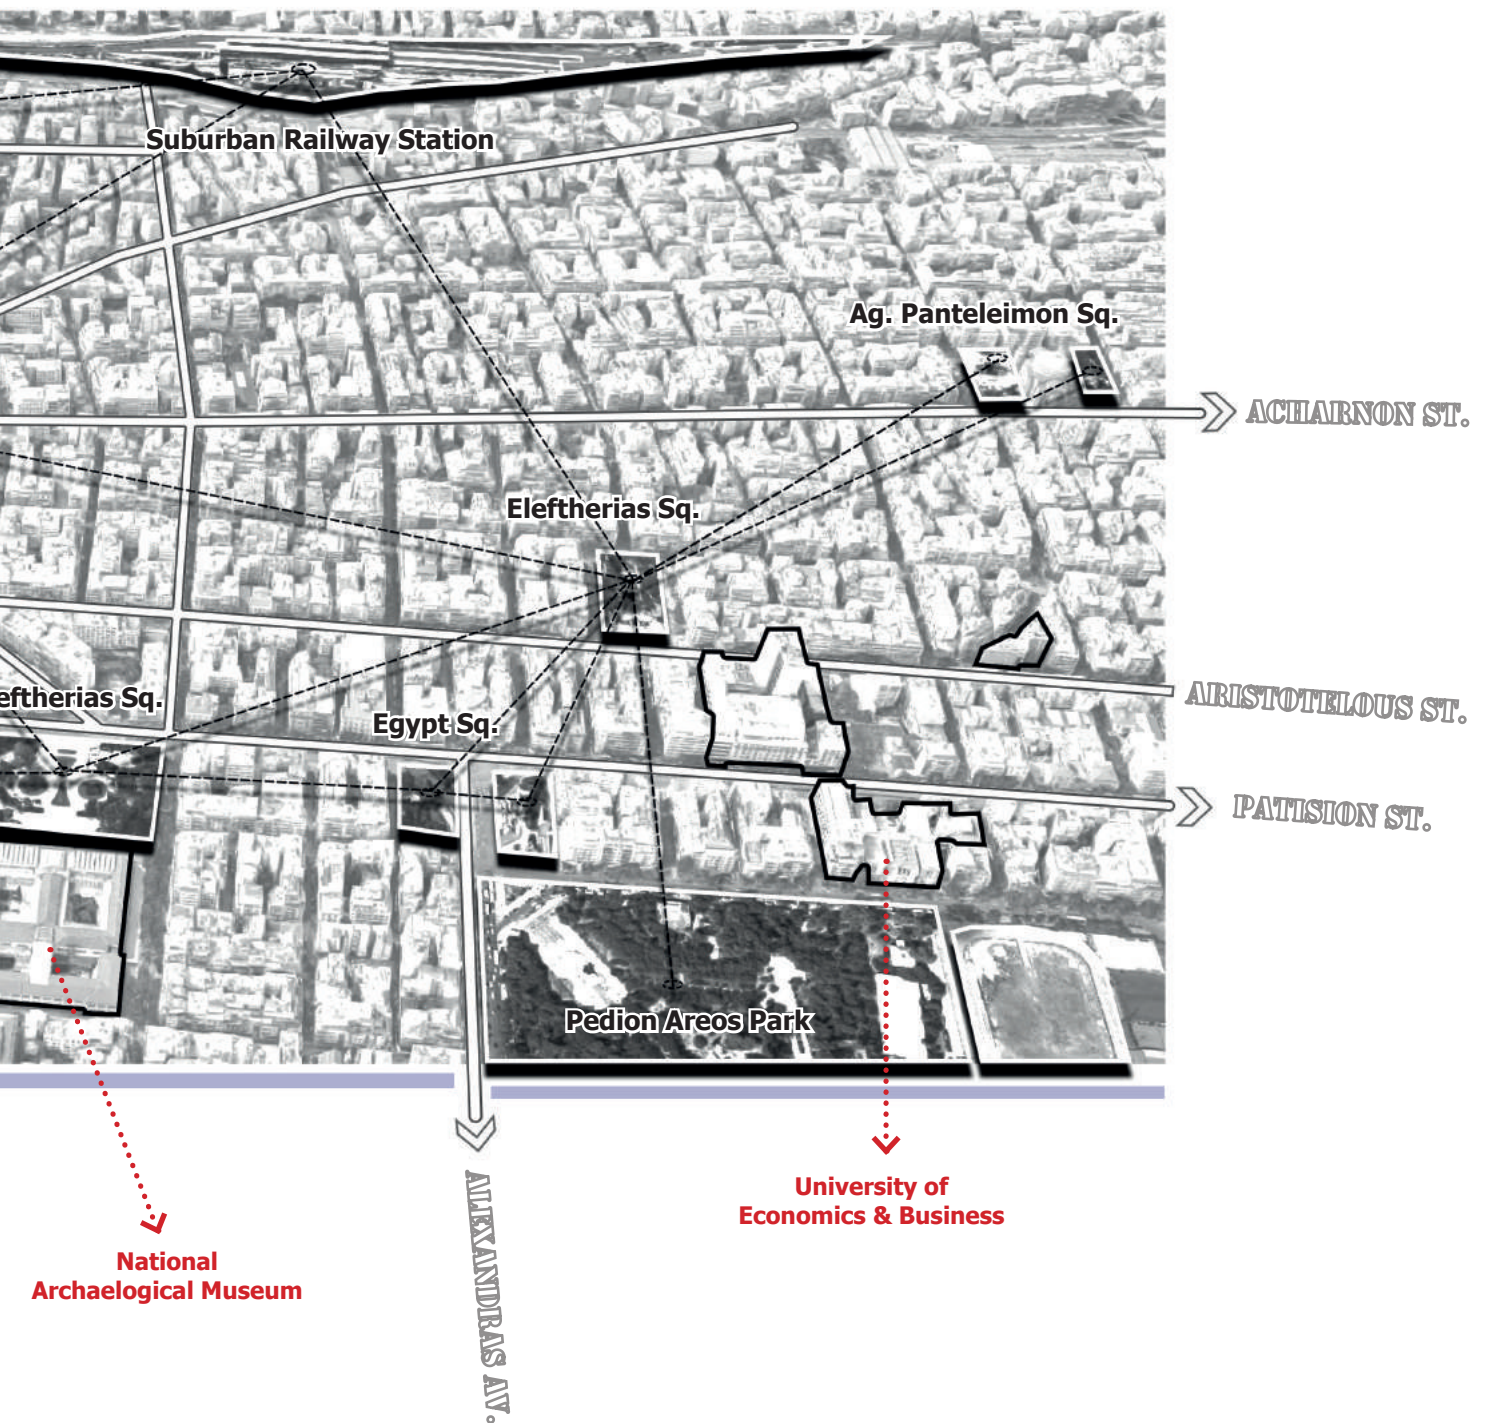 Suburban Railway Station
Ag. Panteleimon Sq.
ACHARNON ST.
Eleftherias Sq.
ARISTOTELOUS ST.
eftherias Sq.
Egypt Sq.
PATISION ST.
Pedion Areos Park
University of
Economics & Business
National
Archaelogical Museum
ALEXANDRAS AV.